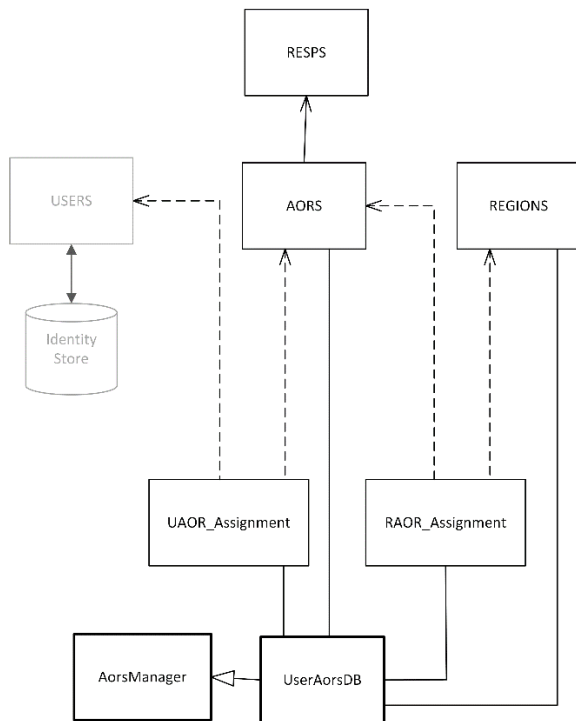 RESPS
USERS
AORS
REGIONS
Identity
Store
UAOR_Assignment
RAOR_Assignment
AorsManager
UserAorsDB